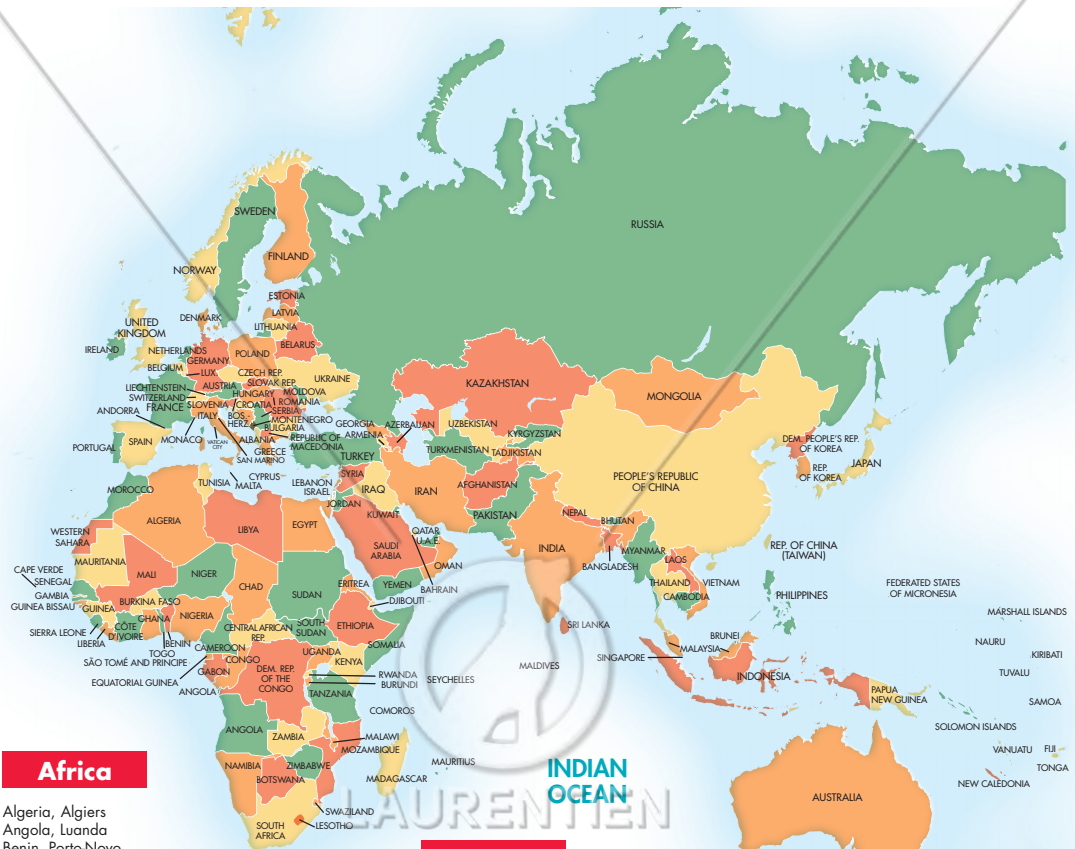 RUSSIA
SWEDEN
FINLAND
NORWAY
ESTONIA
LATVIA
DENMARK
LITHUANIA
UNITED
KINGDOM
IRELAND
NETHERLANDS
BELARUS
POLAND
GERMANY
BELGIUM
LUX
CZECH REP.
SLOVAK REP.
UKRAINE
LIECHTENSTEIN
AUSTRIA
HUNGARY
MOLDOVA
SWITZERLAND
FRANCE
SLOVENIA
CROATIA
ROMANIA
ANDORRA
ITALY
BOS.-
HERZ.
SERBIA
MONTENEGRO
BULGARIA
PORTUGAL
SPAIN
MONACO
VATICAN
CITY
SAN MARINO
ALBANIA
GREECE
REPUBLIC OF
MACEDONIA
GEORGIA
ARMENIA
AZERBAIJAN
TURKEY
KAZAKHSTAN
UZBEKISTAN
KYRGYZSTAN
TURKMENISTAN
TADJIKISTAN
MONGOLIA
DEM. PEOPLE'S REP.
OF KOREA
REP.
OF KOREA
JAPAN
PEOPLE'S REPUBLIC
OF CHINA
MOROCCO
TUNISIA
MALTA
CYPRUS
LEBANON
ISRAEL
SYRIA
IRAQ
IRAN
AFGHANISTAN
JORDAN
KUWAIT
PAKISTAN
NEPAL
BHUTAN
ALGERIA
LIBYA
EGYPT
WESTERN
SAHARA
SAUDI
ARABIA
QATAR
U.A.E.
OMAN
BAHRAIN
INDIA
BANGLADESH
MYANMAR
LAOS
REP. OF CHINA
(TAIWAN)
MAURITANIA
CAPE VERDE
SENEGAL
MALI
NIGER
CHAD
SUDAN
ERITREA
YEMEN
DJIBOUTI
THAILAND
VIETNAM
CAMBODIA
PHILIPPINES
FEDERATED STATES
OF MICRONESIA
MARSHALL ISLANDS
GAMBIA
GUINEA BISSAU
GUINEA
BURKINA FASO
GHANA
NIGERIA
CÔTE
D'IVOIRE
SIERRA LEONE
LIBERIA
BENIN
TOGO
SÃO TOMÉ AND PRINCIPE
CENTRAL AFRICAN
REP.
SOUTH
SUDAN
ETHIOPIA
SOMALIA
SRI LANKA
CAMEROON
CONGO
UGANDA
KENYA
MALDIVES
SINGAPORE
MALAYSIA
BRUNEI
NAURU
KIRIBATI
EQUATORIAL GUINEA
GABON
DEM. REP.
OF THE
CONGO
RWANDA
BURUNDI
SEYCHELLES
INDONESIA
TUVALU
ANGOLA
TANZANIA
COMOROS
PAPUA
NEW GUINEA
SAMOA
ANGOLA
ZAMBIA
MALAWI
MOZAMBIQUE
SOLOMON ISLANDS
NAMIBIA
ZIMBABWE
BOTSWANA
MADAGASCAR
MAURITIUS
VANUATU
FIJI
TONGA
NEW CALEDONIA
INDIAN
OCEAN
AUSTRALIA
SWAZILAND
SOUTH
AFRICA
LESOTHO
LAURENTIEN
Africa
Algeria, Algiers
Angola, Luanda
Benin, Porto-Novo